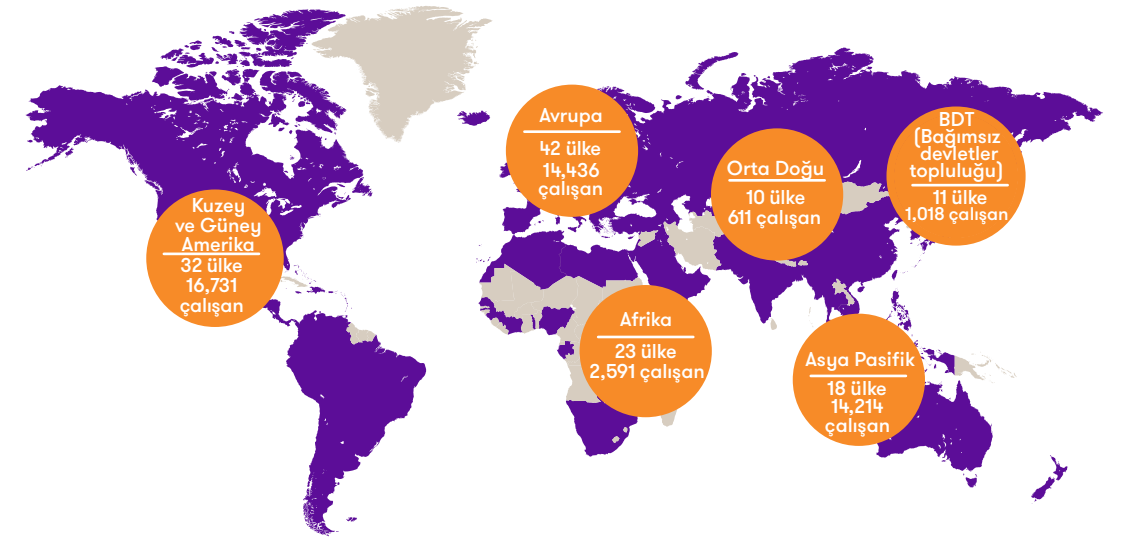 Avrupa
42 ülke
14,436
çalışan
BDT
(Bağımsız
devletler
topluluğu)
11 ülke
1,018 çalışan
Orta Doğu
10 ülke
611 çalışan
Kuzey
ve Güney
Amerika
32 ülke
16,731
çalışan
Afrika
23 ülke
2,591 çalışan
Asya Pasifik
18 ülke
14,214
çalışan